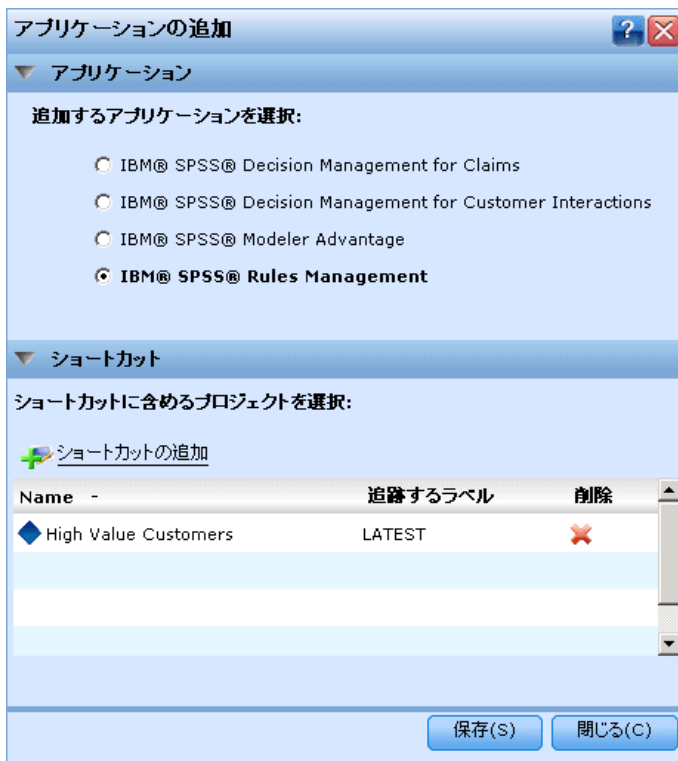 アプリケーションの追加
?
アプリケーション
追加するアプリケーションを選択:
IBM® SPSS® Decision Management for Claims
IBM® SPSS® Decision Management for Customer Interactions
IBM® SPSS® Modeler Advantage
IBM® SPSS® Rules Management
ショートカット
ショートカットに含めるプロジェクトを選択:
ショートカットの追加
Name - 追跡するラベル 削除
High Value Customers LATEST
保存(S) 閉じる(C)